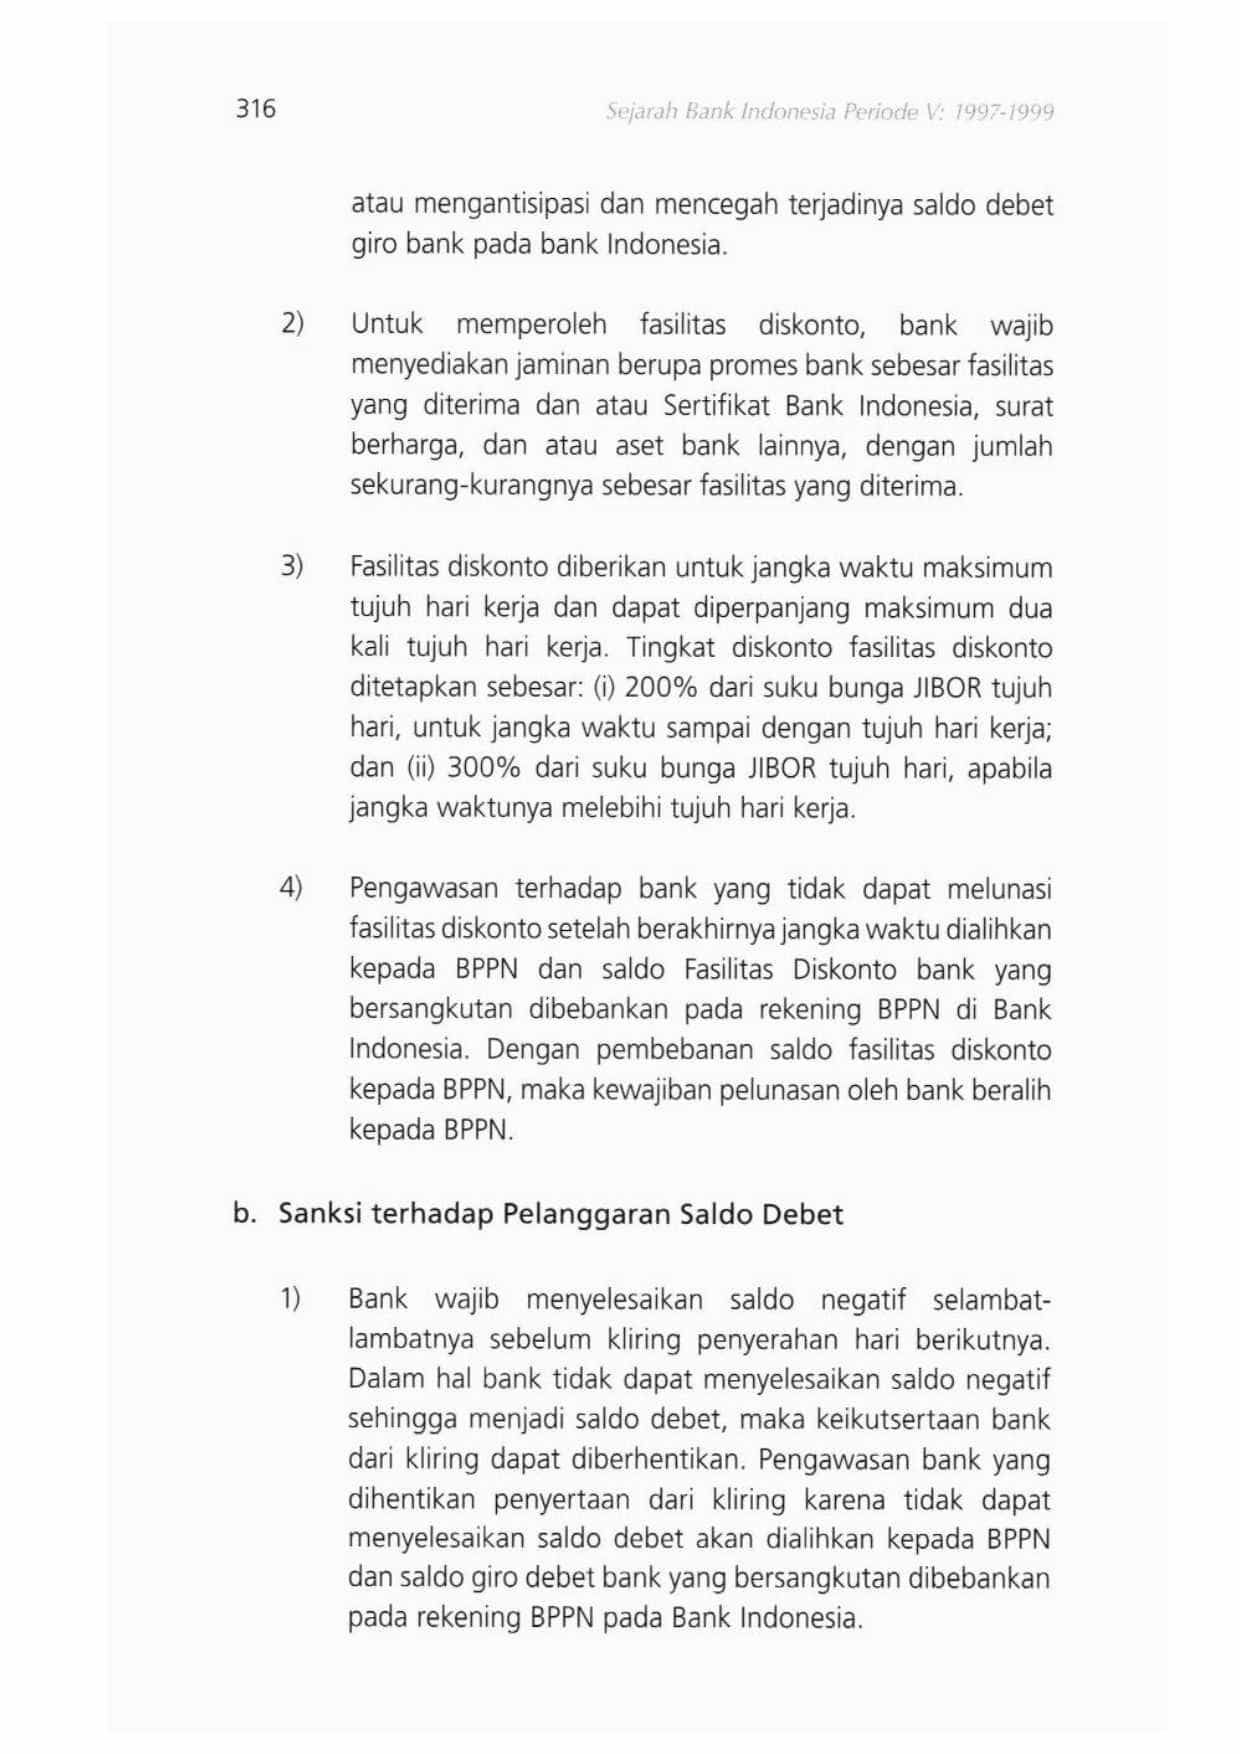 316
Sejarah Bank Indonesia Periode V: 1997-1999
atau mengantisipasi dan mencegah terjadinya saldo debet
giro bank pada bank Indonesia.
2) Untuk memperoleh fasilitas diskonto, bank wajib
menyediakan jaminan berupa promes bank sebesar fasilitas
yang diterima dan atau Sertifikat Bank Indonesia, surat
berharga, dan atau aset bank lainnya, dengan jumlah
sekurang-kurangnya sebesar fasilitas yang diterima.
3) Fasilitas diskonto diberikan untuk jangka waktu maksimum
tujuh hari kerja dan dapat diperpanjang maksimum dua
kali tujuh hari kerja. Tingkat diskonto fasilitas diskonto
ditetapkan sebesar: (i) 200% dari suku bunga JIBOR tujuh
hari, untuk jangka waktu sampai dengan tujuh hari kerja;
dan (ii) 300% dari suku bunga JIBOR tujuh hari, apabila
jangka waktunya melebihi tujuh hari kerja.
4) Pengawasan terhadap bank yang tidak dapat melunasi
fasilitas diskonto setelah berakhirnya jangka waktu dialihkan
kepada BPPN dan saldo Fasilitas Diskonto bank yang
bersangkutan dibebankan pada rekening BPPN di Bank
Indonesia. Dengan pembebanan saldo fasilitas diskonto
kepada BPPN, maka kewajiban pelunasan oleh bank beralih
kepada BPPN.
b. Sanksi terhadap Pelanggaran Saldo Debet
1) Bank wajib menyelesaikan saldo negatif selambat-
lambatnya sebelum kliring penyerahan hari berikutnya.
Dalam hal bank tidak dapat menyelesaikan saldo negatif
sehingga menjadi saldo debet, maka keikutsertaan bank
dari kliring dapat diberhentikan. Pengawasan bank yang
dihentikan penyertaan dari kliring karena tidak dapat
menyelesaikan saldo debet akan dialihkan kepada BPPN
dan saldo giro debet bank yang bersangkutan dibebankan
pada rekening BPPN pada Bank Indonesia.